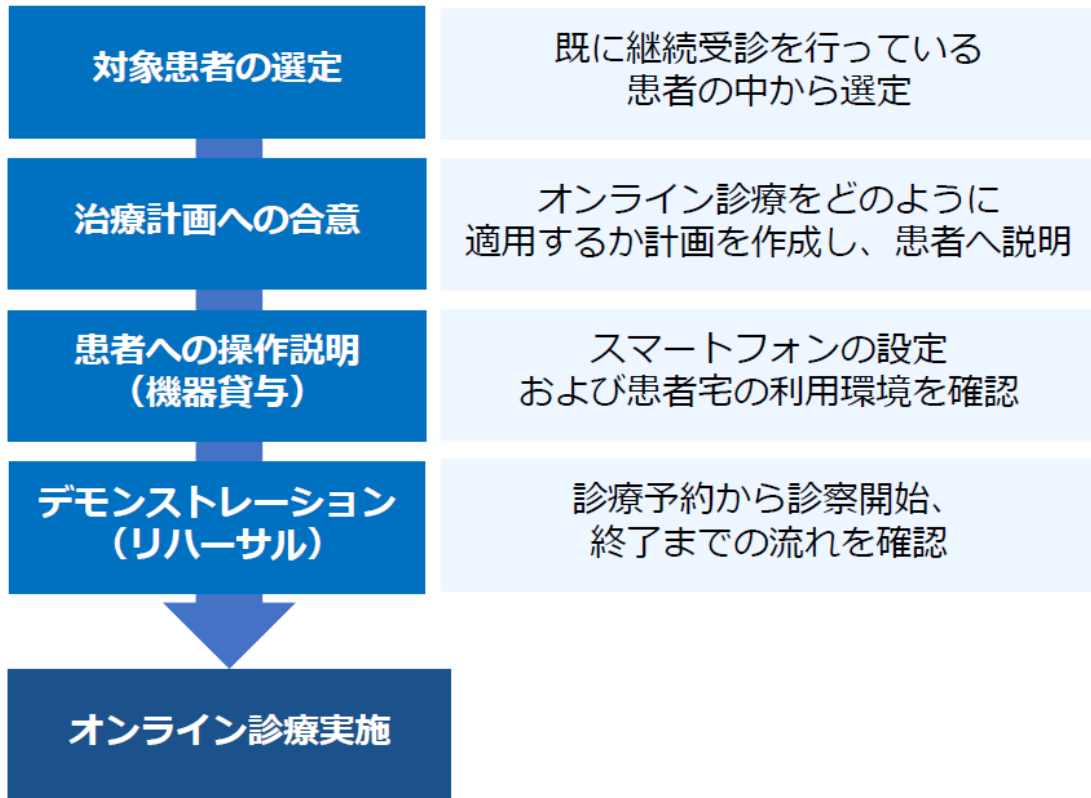 対象患者の選定
既に継続受診を行っている
患者の中から選定
治療計画への合意
オンライン診療をどのように
適用するか計画を作成し、患者へ説明
患者への操作説明
（機器貸与）
スマートフォンの設定
および患者宅の利用環境を確認
デモンストレーション
（リハーサル）
診療予約から診察開始、
終了までの流れを確認
オンライン診療実施